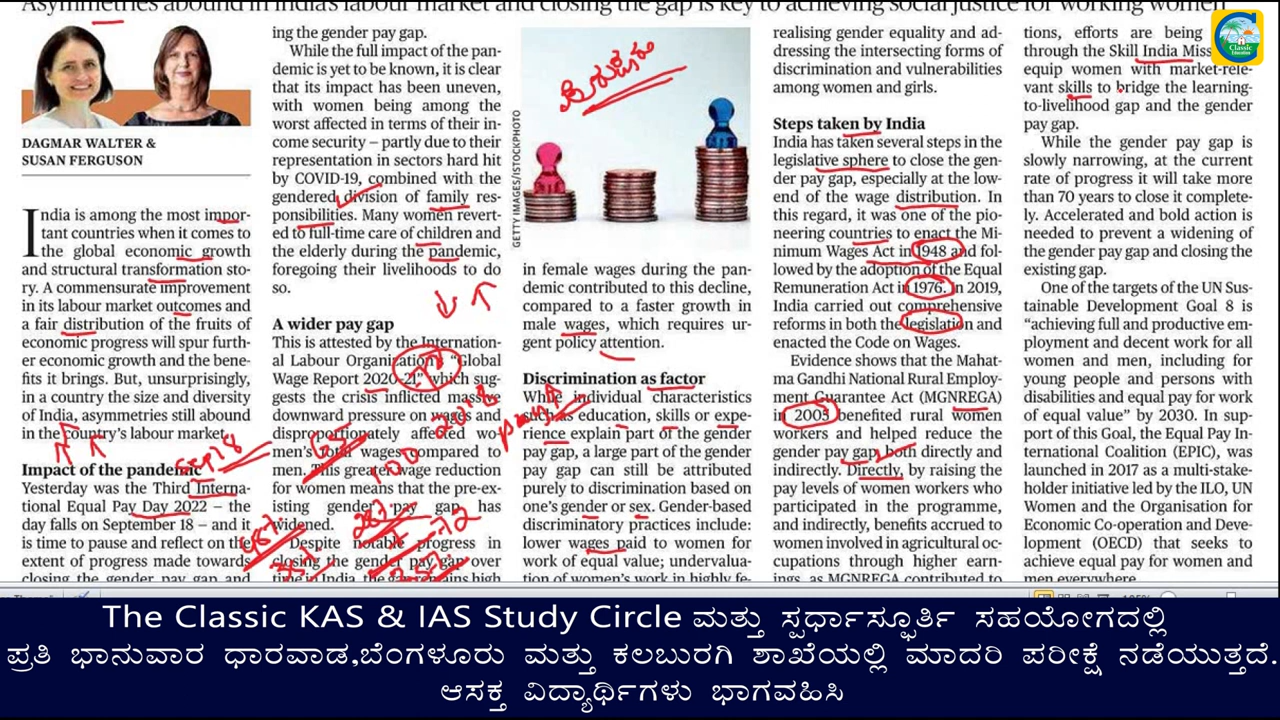 Asymmetries abound in India's labour market and closing the gap is key to achieving social justice for working women
Classic
Education
DAGMAR WALTER &
SUSAN FERGUSON
India is among the most impor-
tant countries when it comes to
the global economic growth
and structural transformation sto-
ry. A commensurate improvement
in its labour market outcomes and
a fair distribution of the fruits of
economic progress will spur furth-
er economic growth and the bene-
fits it brings. But, unsurprisingly,
in a country the size and diversity
of India, asymmetries still abound
in the country's labour market.
Impact of the pandemic
Yesterday was the Third Interna-
tional Equal Pay Day 2022 – the
day falls on September 18 – and it
is time to pause and reflect on the
extent of progress made towards
closing the gender pay gap and
ing the gender pay gap.
While the full impact of the pan-
demic is yet to be known, it is clear
that its impact has been uneven,
with women being among the
worst affected in terms of their in-
come security – partly due to their
representation in sectors hard hit
by COVID-19, combined with the
gendered division of family res-
ponsibilities. Many women revert-
ed to full-time care of children and
the elderly during the pandemic,
foregoing their livelihoods to do
so.
A wider pay gap
This is attested by the Internation-
al Labour Organization's "Global
Wage Report 2020-21", which sug-
gests the crisis inflicted massive
downward pressure on wages and
disproportionately affected wo-
men's total wages compared to
men. This greater wage reduction
for women means that the pre-ex-
isting gender pay gap has
widened.
Despite notable progress in
closing the gender pay gap over
time in India, the gap remains high
GETTY IMAGES/ISTOCKPHOTO
in female wages during the pan-
demic contributed to this decline,
compared to a faster growth in
male wages, which requires ur-
gent policy attention.
Discrimination as factor
While individual characteristics
such as education, skills or expe-
rience explain part of the gender
pay gap, a large part of the gender
pay gap can still be attributed
purely to discrimination based on
one's gender or sex. Gender-based
discriminatory practices include:
lower wages paid to women for
work of equal value; undervalua-
tion of women's work in highly fe-
realising gender equality and ad-
dressing the intersecting forms of
discrimination and vulnerabilities
among women and girls.
Steps taken by India
India has taken several steps in the
legislative sphere to close the gen-
der pay gap, especially at the low-
end of the wage distribution. In
this regard, it was one of the pio-
neering countries to enact the Mi-
nimum Wages Act in 1948 and fol-
lowed by the adoption of the Equal
Remuneration Act in 1976. In 2019,
India carried out comprehensive
reforms in both the legislation and
enacted the Code on Wages.
Evidence shows that the Mahat-
ma Gandhi National Rural Employ-
ment Guarantee Act (MGNREGA)
in 2005 benefited rural women
workers and helped reduce the
gender pay gap both directly and
indirectly. Directly, by raising the
pay levels of women workers who
participated in the programme,
and indirectly, benefits accrued to
women involved in agricultural oc-
cupations through higher earn-
ings, as MGNREGA contributed to
tions, efforts are being
through the Skill India Miss
equip women with market-rele-
vant skills to bridge the learning-
to-livelihood gap and the gender
pay gap.
While the gender pay gap is
slowly narrowing, at the current
rate of progress it will take more
than 70 years to close it complete-
ly. Accelerated and bold action is
needed to prevent a widening of
the gender pay gap and closing the
existing gap.
One of the targets of the UN Sus-
tainable Development Goal 8 is
"achieving full and productive em-
ployment and decent work for all
women and men, including for
young people and persons with
disabilities and equal pay for work
of equal value" by 2030. In sup-
port of this Goal, the Equal Pay In-
ternational Coalition (EPIC), was
launched in 2017 as a multi-stake-
holder initiative led by the ILO, UN
Women and the Organisation for
Economic Co-operation and Deve-
lopment (OECD) that seeks to
achieve equal pay for women and
men everywhere.
The Classic KAS & IAS Study Circle ಮತ್ತು ಸ್ಪರ್ಧಾಸ್ಫೂರ್ತಿ ಸಹಯೋಗದಲ್ಲಿ
ಪ್ರತಿ ಭಾನುವಾರ ಧಾರವಾಡ,ಬೆಂಗಳೂರು ಮತ್ತು ಕಲಬುರಗಿ ಶಾಖೆಯಲ್ಲಿ ಮಾದರಿ ಪರೀಕ್ಷೆ ನಡೆಯುತ್ತದೆ.
ಆಸಕ್ತ ವಿದ್ಯಾರ್ಥಿಗಳು ಭಾಗವಹಿಸಿ